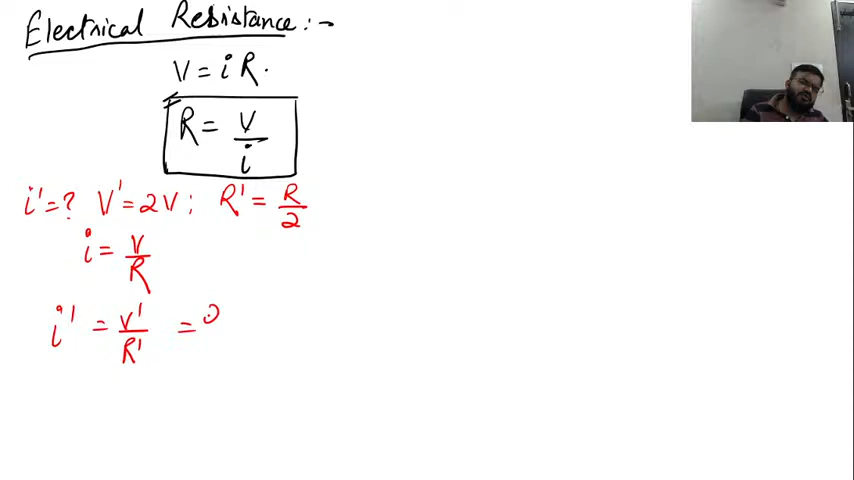 Electrical Resistance :-
V = i R.
R = V/i
i' = ? V' = 2V ; R' = R/2
i = V/R
i' = V'/R' =